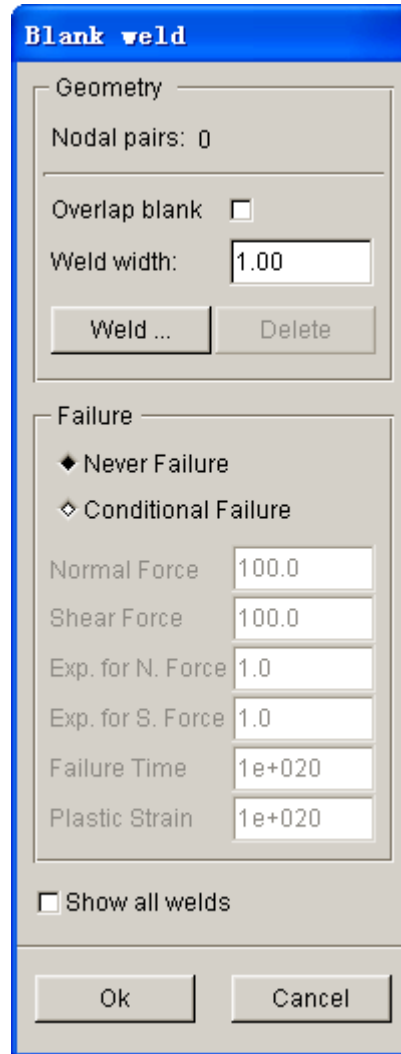 Blank weld
Geometry
Nodal pairs: 0
Overlap blank
Weld width: 1.00
Weld ... Delete
Failure
Never Failure
Conditional Failure
Normal Force 100.0
Shear Force 100.0
Exp. for N. Force 1.0
Exp. for S. Force 1.0
Failure Time 1e+020
Plastic Strain 1e+020
Show all welds
Ok Cancel